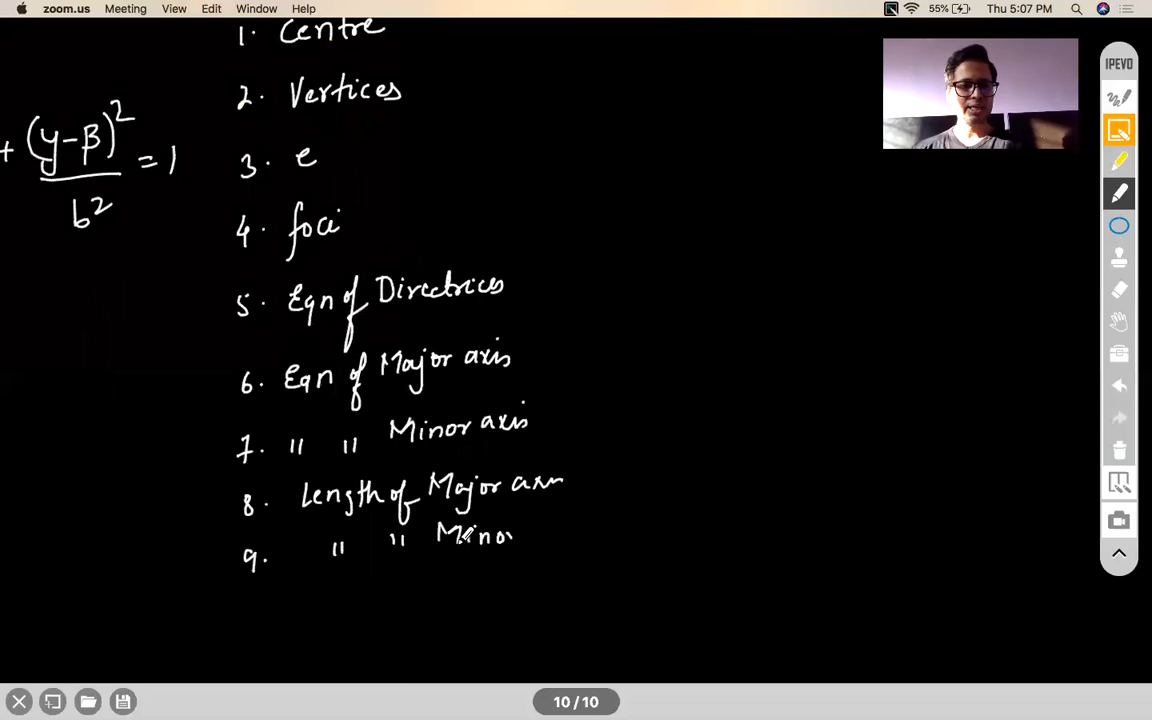 zoom.us Meeting View Edit Window Help 55% Thu 5:07 PM
IPEVO
1. Centre
2. Vertices
+ (y-β)² / b² = 1
3. e
4. foci
5. Eqn of Directrices
6. Eqn of Major axis
7. " " Minor axis
8. Length of Major axis
9. " " Minor
10 / 10